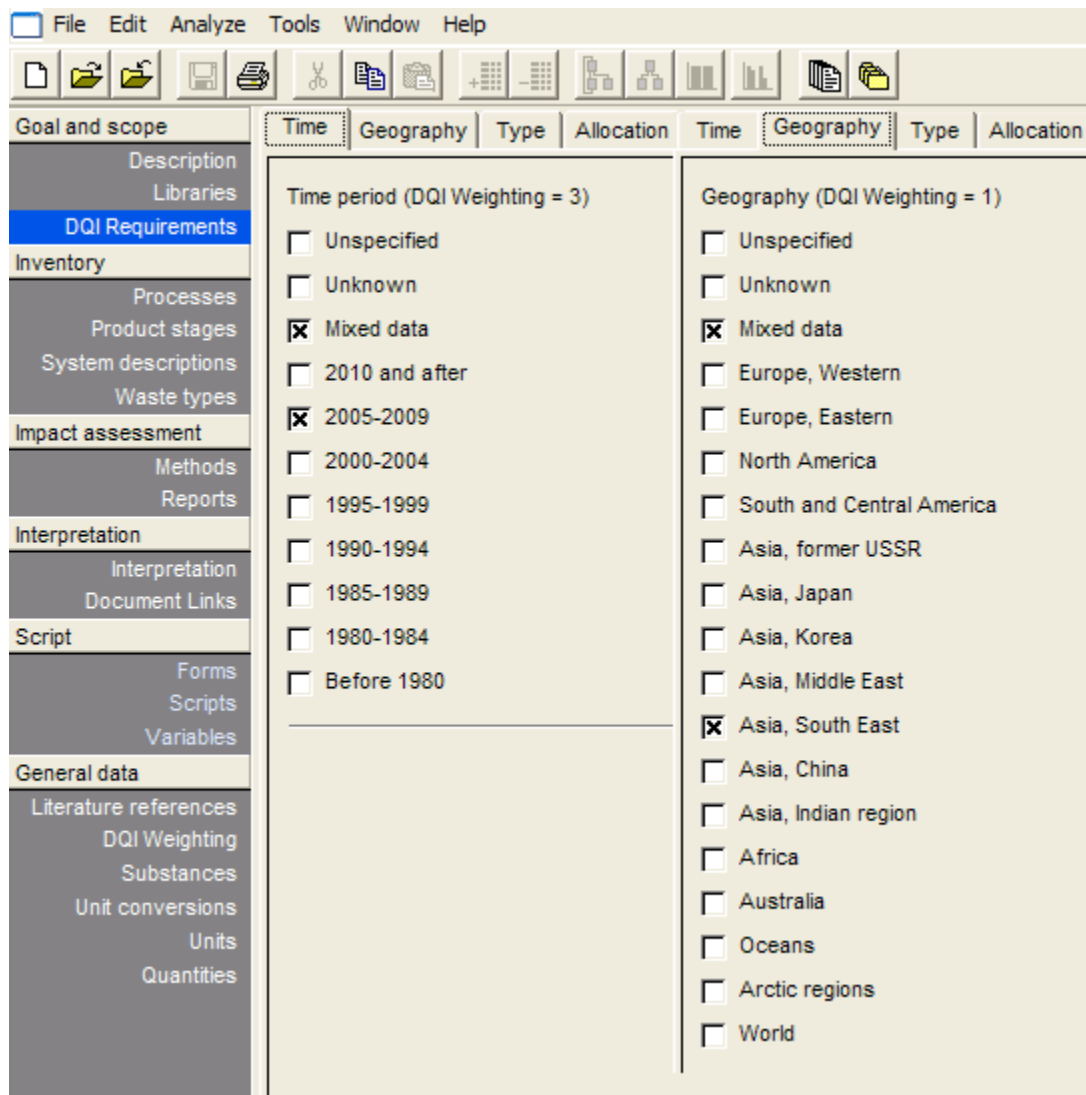 File Edit Analyze Tools Window Help
Goal and scope
Description
Libraries
DQI Requirements
Inventory
Processes
Product stages
System descriptions
Waste types
Impact assessment
Methods
Reports
Interpretation
Interpretation
Document Links
Script
Forms
Scripts
Variables
General data
Literature references
DQI Weighting
Substances
Unit conversions
Units
Quantities
Time Geography Type Allocation
Time period (DQI Weighting = 3)
Unspecified
Unknown
Mixed data
2010 and after
2005-2009
2000-2004
1995-1999
1990-1994
1985-1989
1980-1984
Before 1980
Time Geography Type Allocation
Geography (DQI Weighting = 1)
Unspecified
Unknown
Mixed data
Europe, Western
Europe, Eastern
North America
South and Central America
Asia, former USSR
Asia, Japan
Asia, Korea
Asia, Middle East
Asia, South East
Asia, China
Asia, Indian region
Africa
Australia
Oceans
Arctic regions
World